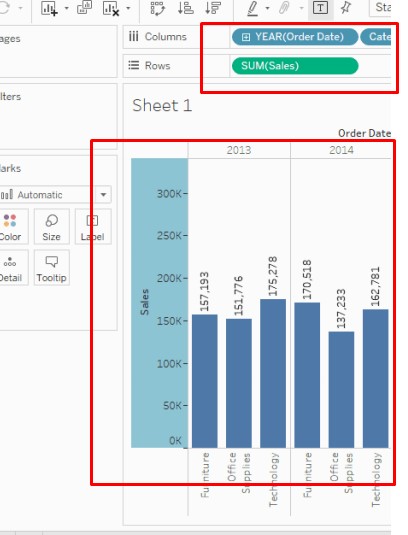 Sta
ages
Columns
YEAR(Order Date)
Cate
Rows
SUM(Sales)
lters
Sheet 1
Order Date
2013
2014
arks
Automatic
Color
Size
Label
Detail
Tooltip
Sales
300K
250K
200K
150K
100K
50K
0K
157,193
151,776
175,278
170,518
137,233
162,781
Furniture
Office
Supplies
Technology
Furniture
Office
Supplies
Technology